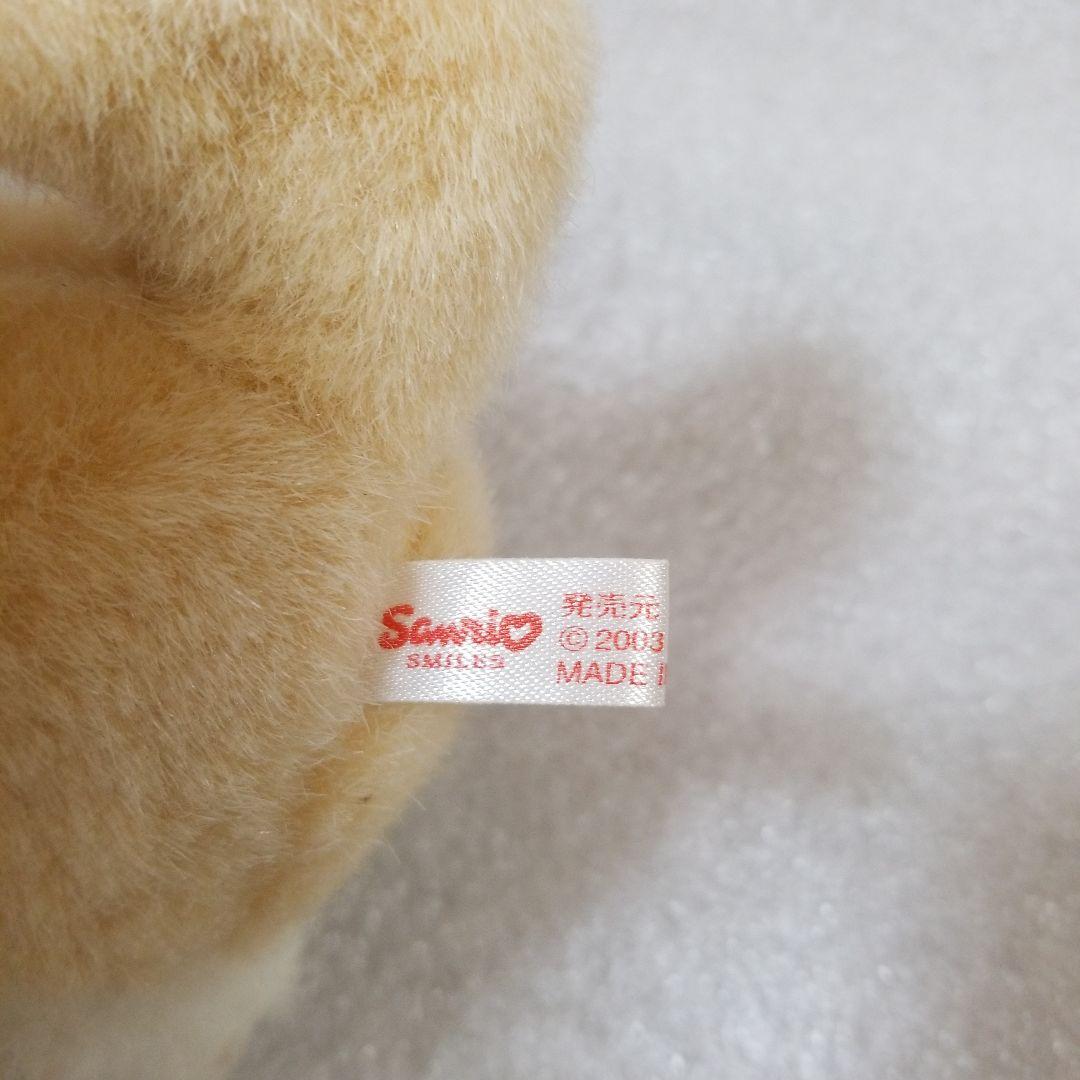 Sanrio
SMILES
発売元
© 2003
MADE